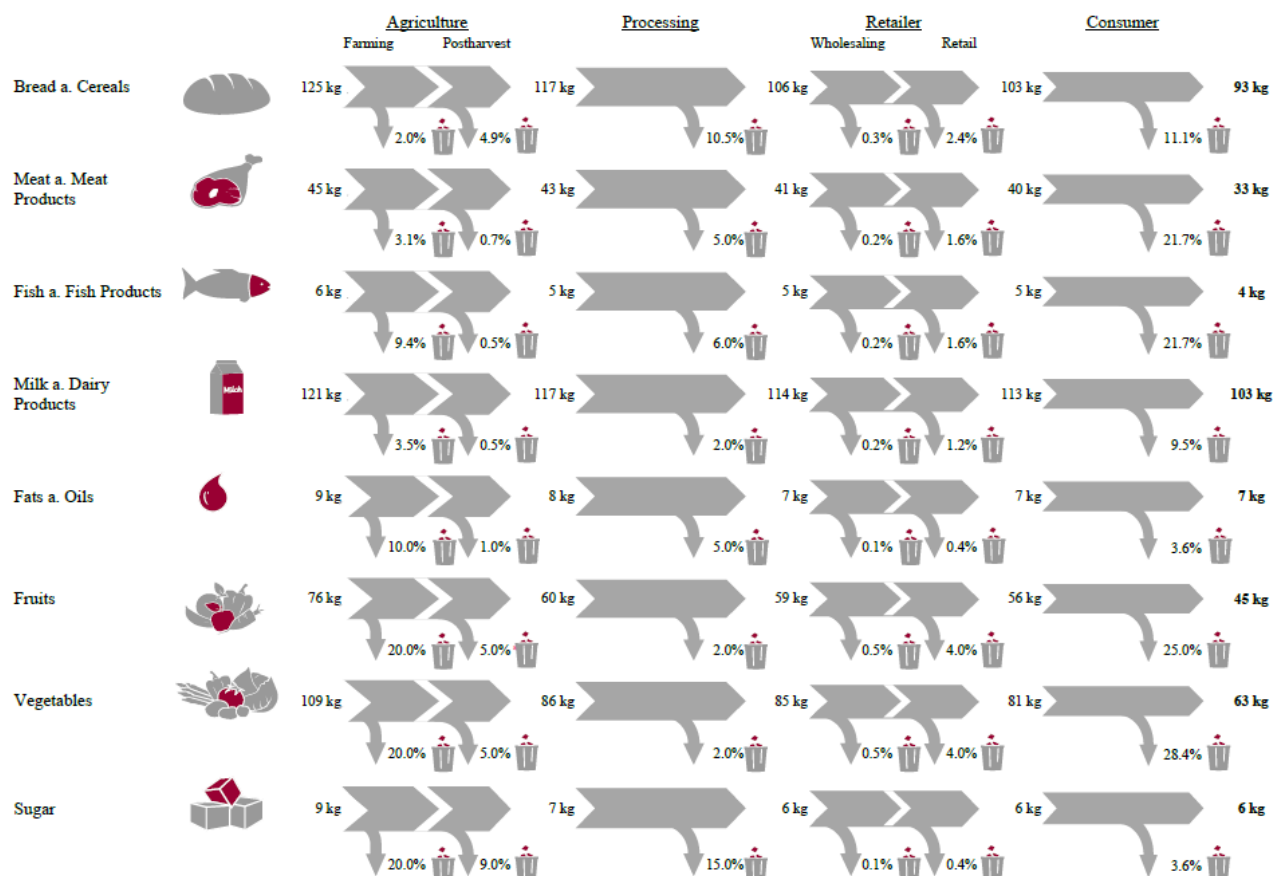 Agriculture Processing Retailer Consumer
Farming Postharvest Wholesaling Retail
Bread a. Cereals 125 kg 117 kg 106 kg 103 kg 93 kg
2.0% 4.9% 10.5% 0.3% 2.4% 11.1%
Meat a. Meat
Products 45 kg 43 kg 41 kg 40 kg 33 kg
3.1% 0.7% 5.0% 0.2% 1.6% 21.7%
Fish a. Fish Products 6 kg 5 kg 5 kg 5 kg 4 kg
9.4% 0.5% 6.0% 0.2% 1.6% 21.7%
Milch
Milk a. Dairy
Products 121 kg 117 kg 114 kg 113 kg 103 kg
3.5% 0.5% 2.0% 0.2% 1.2% 9.5%
Fats a. Oils 9 kg 8 kg 7 kg 7 kg 7 kg
10.0% 1.0% 5.0% 0.1% 0.4% 3.6%
Fruits 76 kg 60 kg 59 kg 56 kg 45 kg
20.0% 5.0% 2.0% 0.5% 4.0% 25.0%
Vegetables 109 kg 86 kg 85 kg 81 kg 63 kg
20.0% 5.0% 2.0% 0.5% 4.0% 28.4%
Sugar 9 kg 7 kg 6 kg 6 kg 6 kg
20.0% 9.0% 15.0% 0.1% 0.4% 3.6%